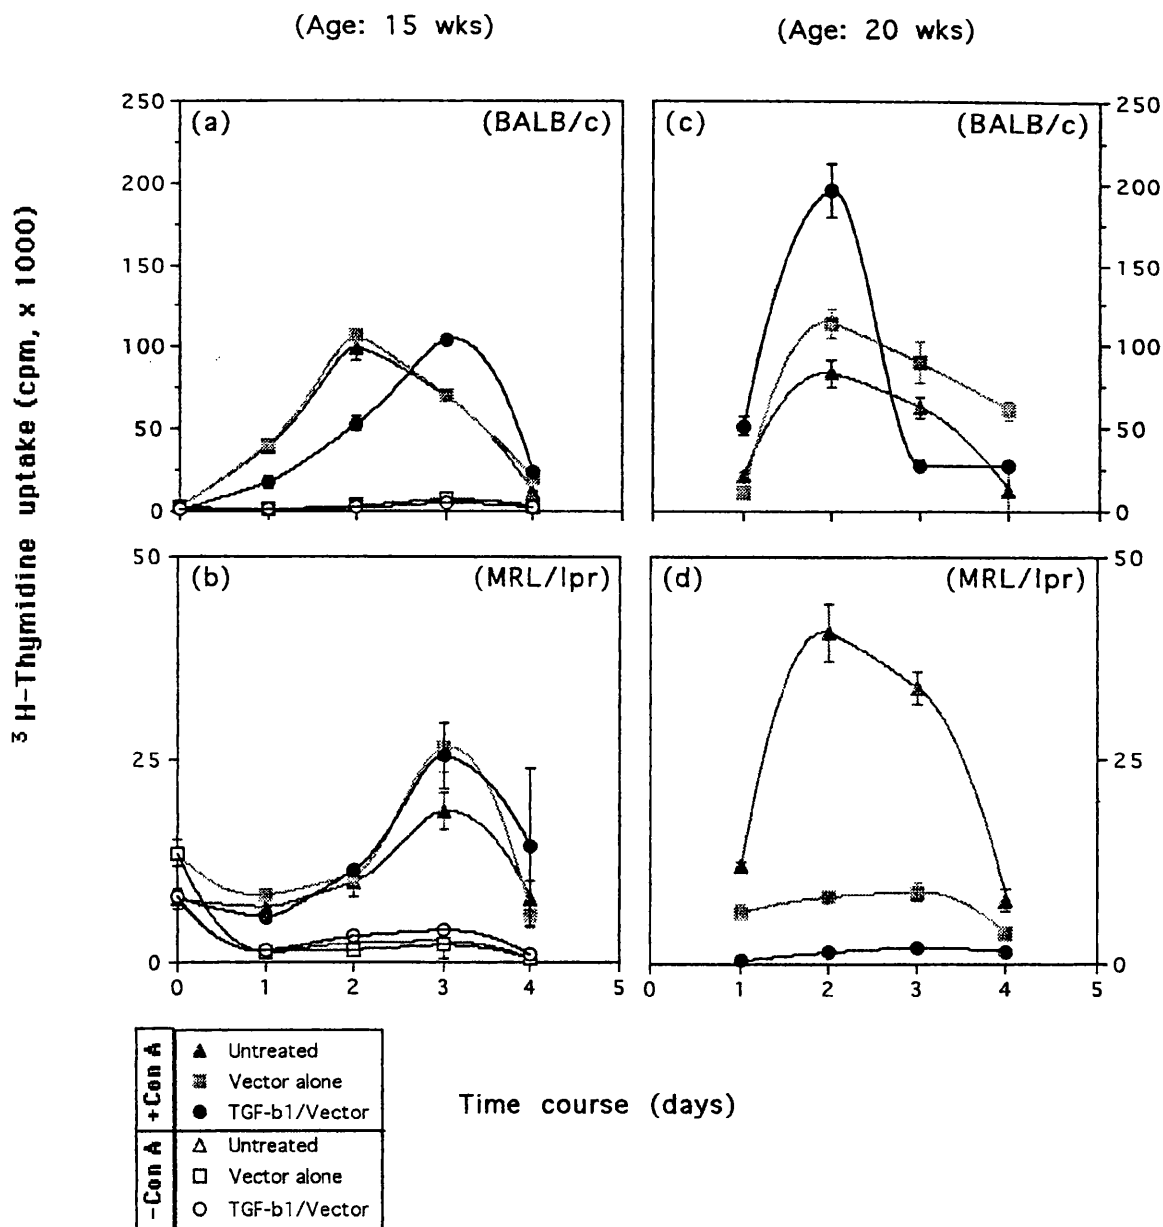 (Age: 15 wks)
(Age: 20 wks)
³H-Thymidine uptake (cpm, x 1000)
250
200
150
100
50
0
(a)
(BALB/c)
(c)
(BALB/c)
250
200
150
100
50
0
50
25
0
(b)
(MRL/lpr)
(d)
(MRL/lpr)
50
25
0
0 1 2 3 4 5
0 1 2 3 4 5
Time course (days)
+Con A
Untreated
Vector alone
TGF-b1/Vector
-Con A
Untreated
Vector alone
TGF-b1/Vector